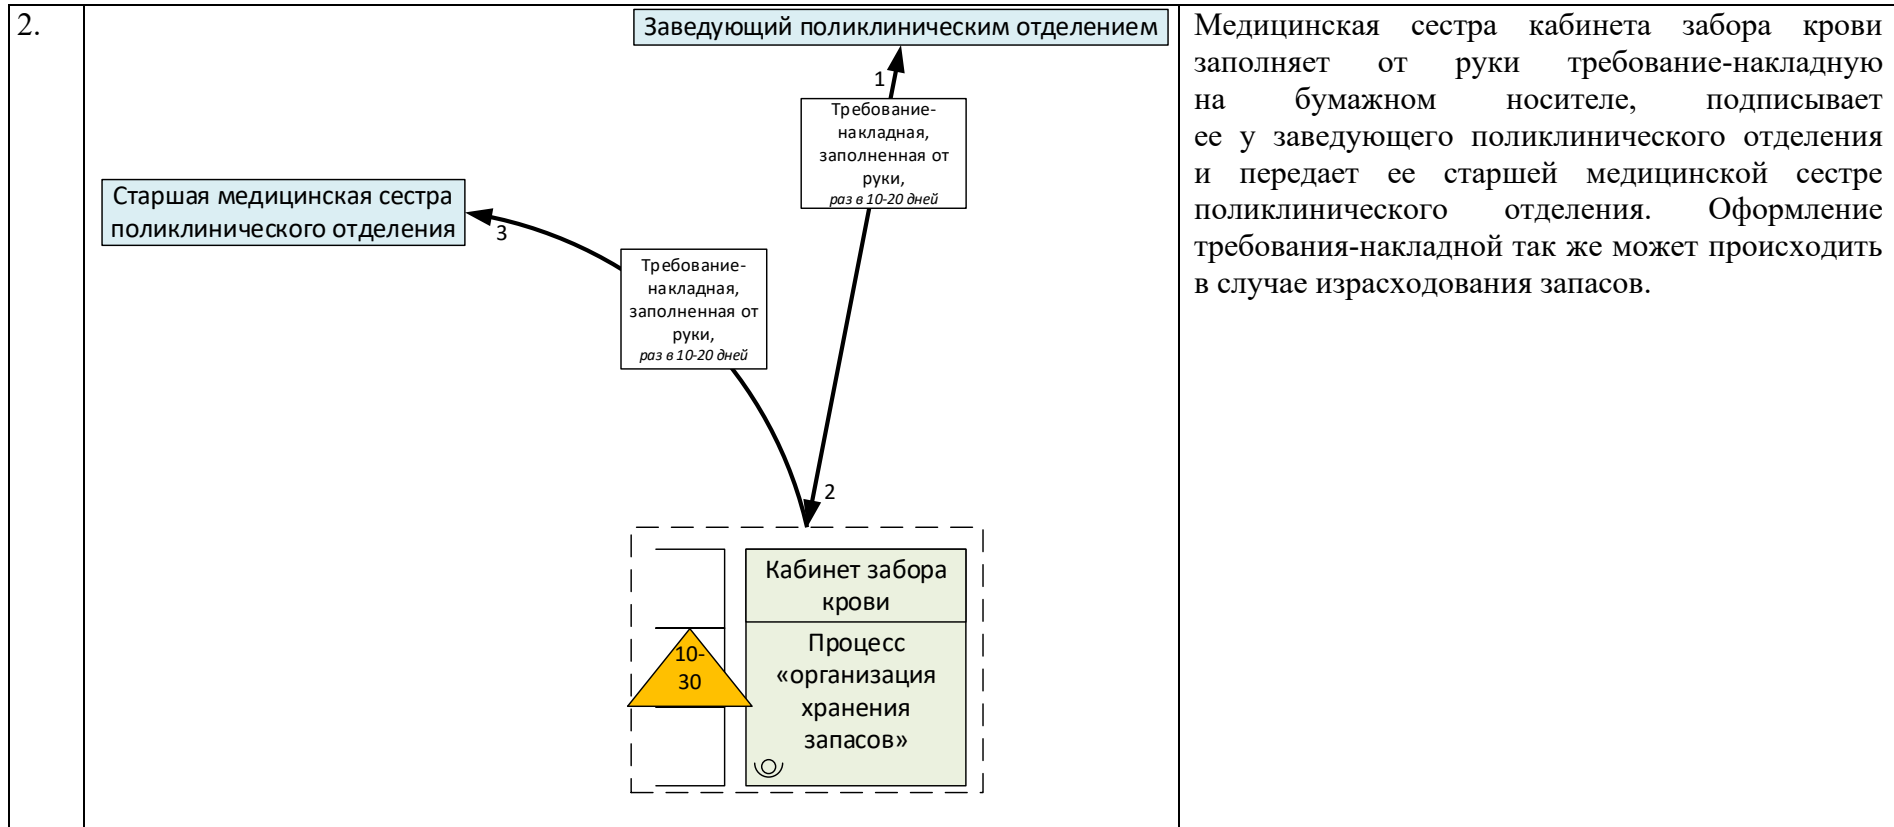 2.
Заведующий поликлиническим отделением
1
Требование-
накладная,
заполненная от
руки,
раз в 10-20 дней
Старшая медицинская сестра
поликлинического отделения
3
Требование-
накладная,
заполненная от
руки,
раз в 10-20 дней
2
Кабинет забора
крови
Процесс
«организация
хранения
запасов»
10-
30
Медицинская сестра кабинета забора крови
заполняет от руки требование-накладную
на бумажном носителе, подписывает
ее у заведующего поликлинического отделения
и передает ее старшей медицинской сестре
поликлинического отделения. Оформление
требования-накладной так же может происходить
в случае израсходования запасов.